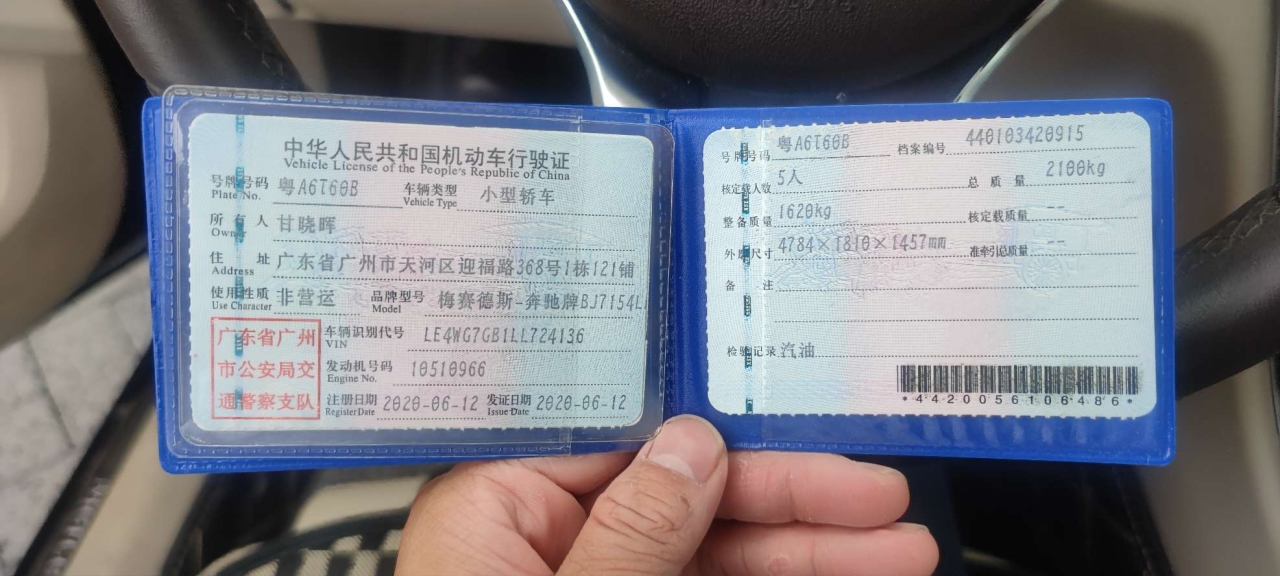 中华人民共和国机动车行驶证
Vehicle License of the People's Republic of China
号牌号码 粤A6T60B 车辆类型 小型轿车
Plate No. Vehicle Type
所有人 甘晓晖
Owner
住址 广东省广州市天河区迎福路368号1栋121铺
Address
使用性质 非营运 品牌型号 梅赛德斯-奔驰牌BJ7154L
Use Character Model
广东省广州
市公安局交
通警察支队
车辆识别代号 LE4WG7GB1LL724136
VIN
发动机号码 10510966
Engine No.
注册日期 2020-06-12 发证日期 2020-06-12
Register Date Issue Date
号牌号码 粤A6T60B 档案编号 440103420915
核定载人数 5人 总质量 2100kg
整备质量 1620kg 核定载质量 --
外廓尺寸 4784×1810×1457mm 准牵引总质量 --
备注
检验记录 汽油
*4420056106486*